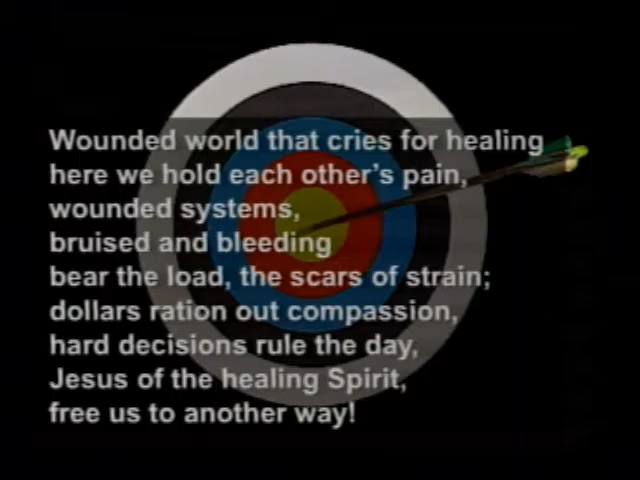 Wounded world that cries for healing
here we hold each other's pain,
wounded systems,
bruised and bleeding
bear the load, the scars of strain;
dollars ration out compassion,
hard decisions rule the day,
Jesus of the healing Spirit,
free us to another way!